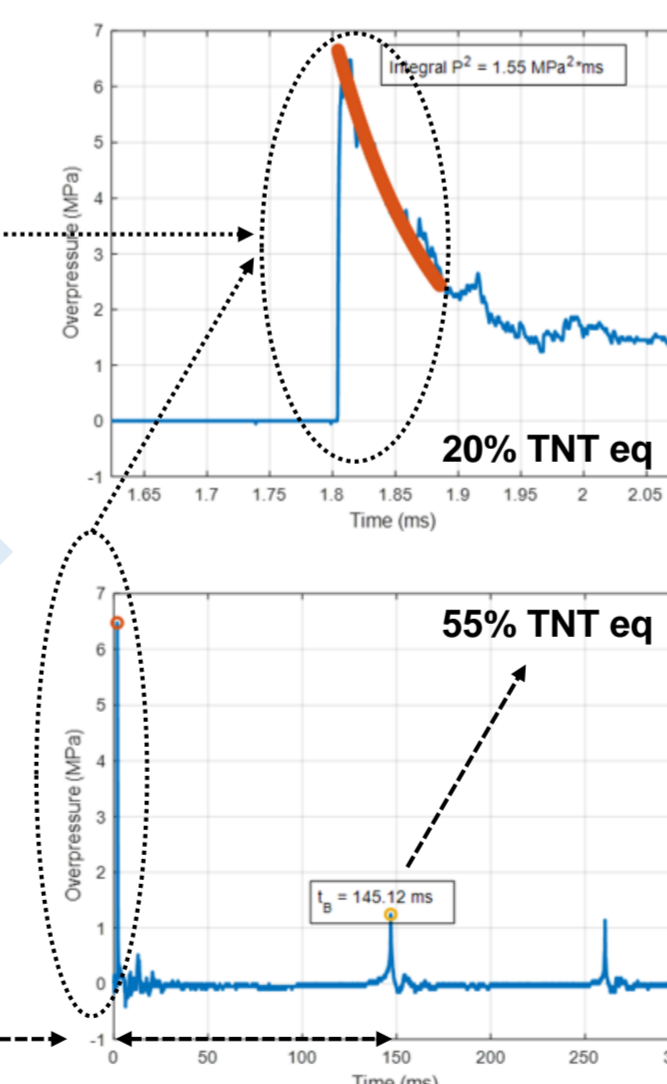 7
Integral P² = 1.55 MPa²*ms
6
5
4
3
2
1
0
-1
Overpressure (MPa)
20% TNT eq
1.65 1.7 1.75 1.8 1.85 1.9 1.95 2 2.05
Time (ms)
7
55% TNT eq
6
5
4
3
2
1
0
-1
Overpressure (MPa)
t_B = 145.12 ms
0 50 100 150 200 250
Time (ms)